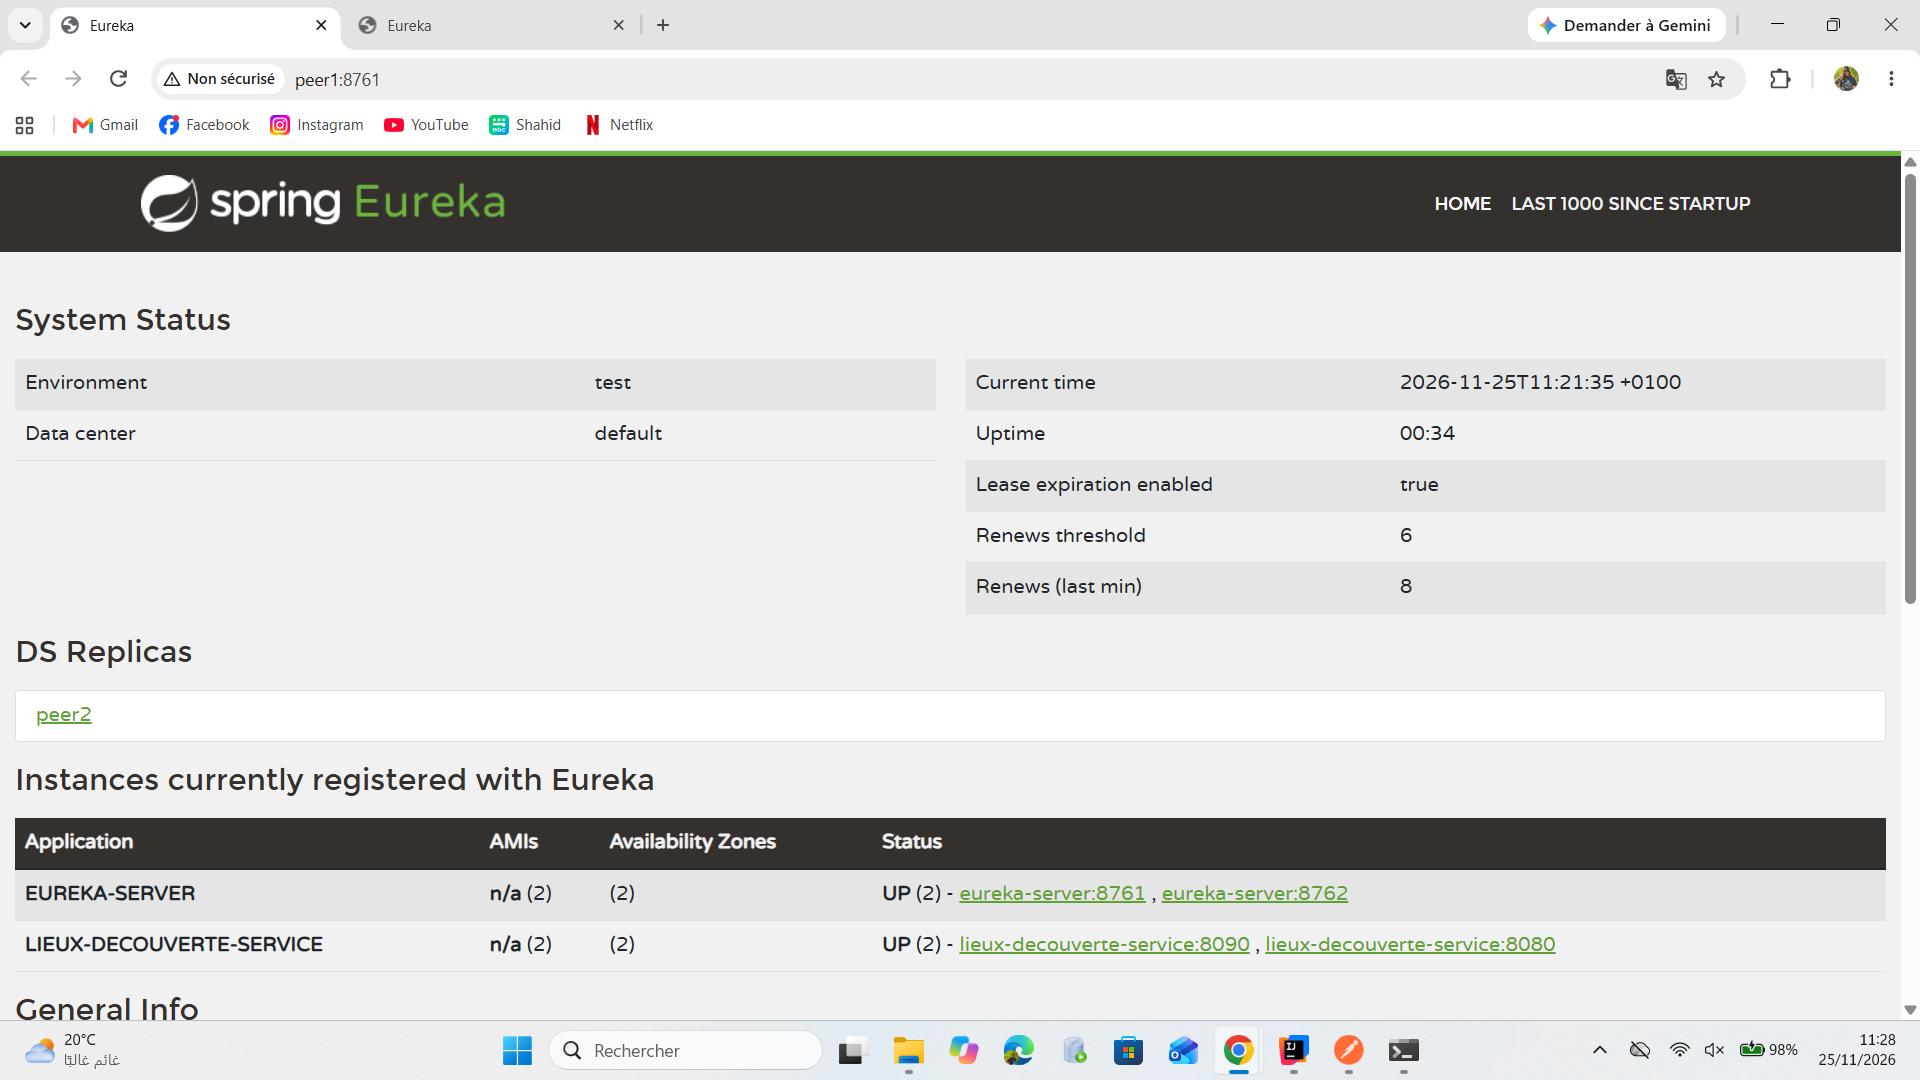 Eureka
Eureka
Demander à Gemini
Non sécurisé peer1:8761
Gmail Facebook Instagram YouTube Shahid Netflix
spring Eureka
HOME LAST 1000 SINCE STARTUP
System Status
Environment test
Data center default
Current time 2026-11-25T11:21:35 +0100
Uptime 00:34
Lease expiration enabled true
Renews threshold 6
Renews (last min) 8
DS Replicas
peer2
Instances currently registered with Eureka
Application AMIs Availability Zones Status
EUREKA-SERVER n/a (2) (2) UP (2) - eureka-server:8761 , eureka-server:8762
LIEUX-DECOUVERTE-SERVICE n/a (2) (2) UP (2) - lieux-decouverte-service:8090 , lieux-decouverte-service:8080
General Info
20°C
غائم غالبًا
Rechercher
98%
11:28
25/11/2026